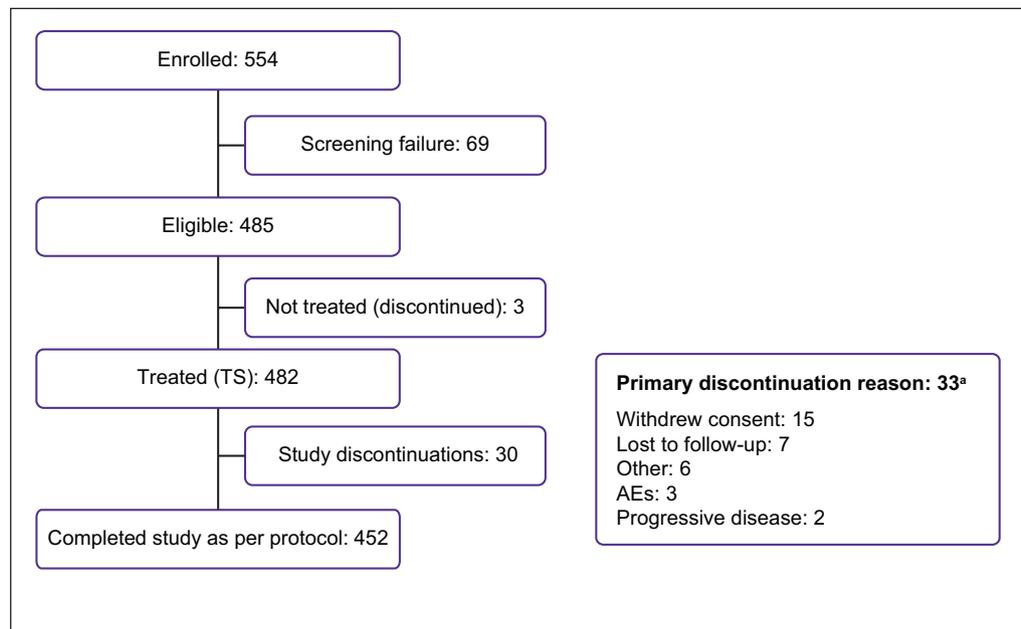 Enrolled: 554
Screening failure: 69
Eligible: 485
Not treated (discontinued): 3
Treated (TS): 482
Study discontinuations: 30
Completed study as per protocol: 452
Primary discontinuation reason: 33ᵃ
Withdrew consent: 15
Lost to follow-up: 7
Other: 6
AEs: 3
Progressive disease: 2